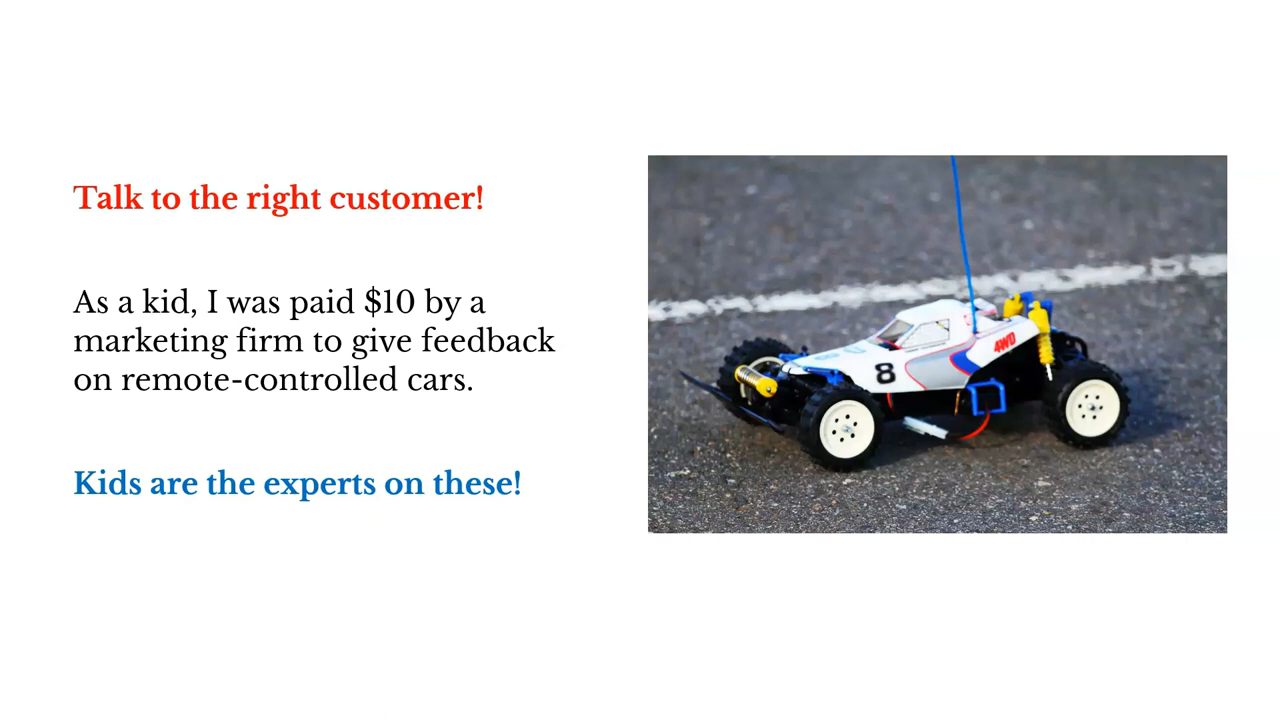 Talk to the right customer!
As a kid, I was paid $10 by a
marketing firm to give feedback
on remote-controlled cars.
Kids are the experts on these!
8
4WD